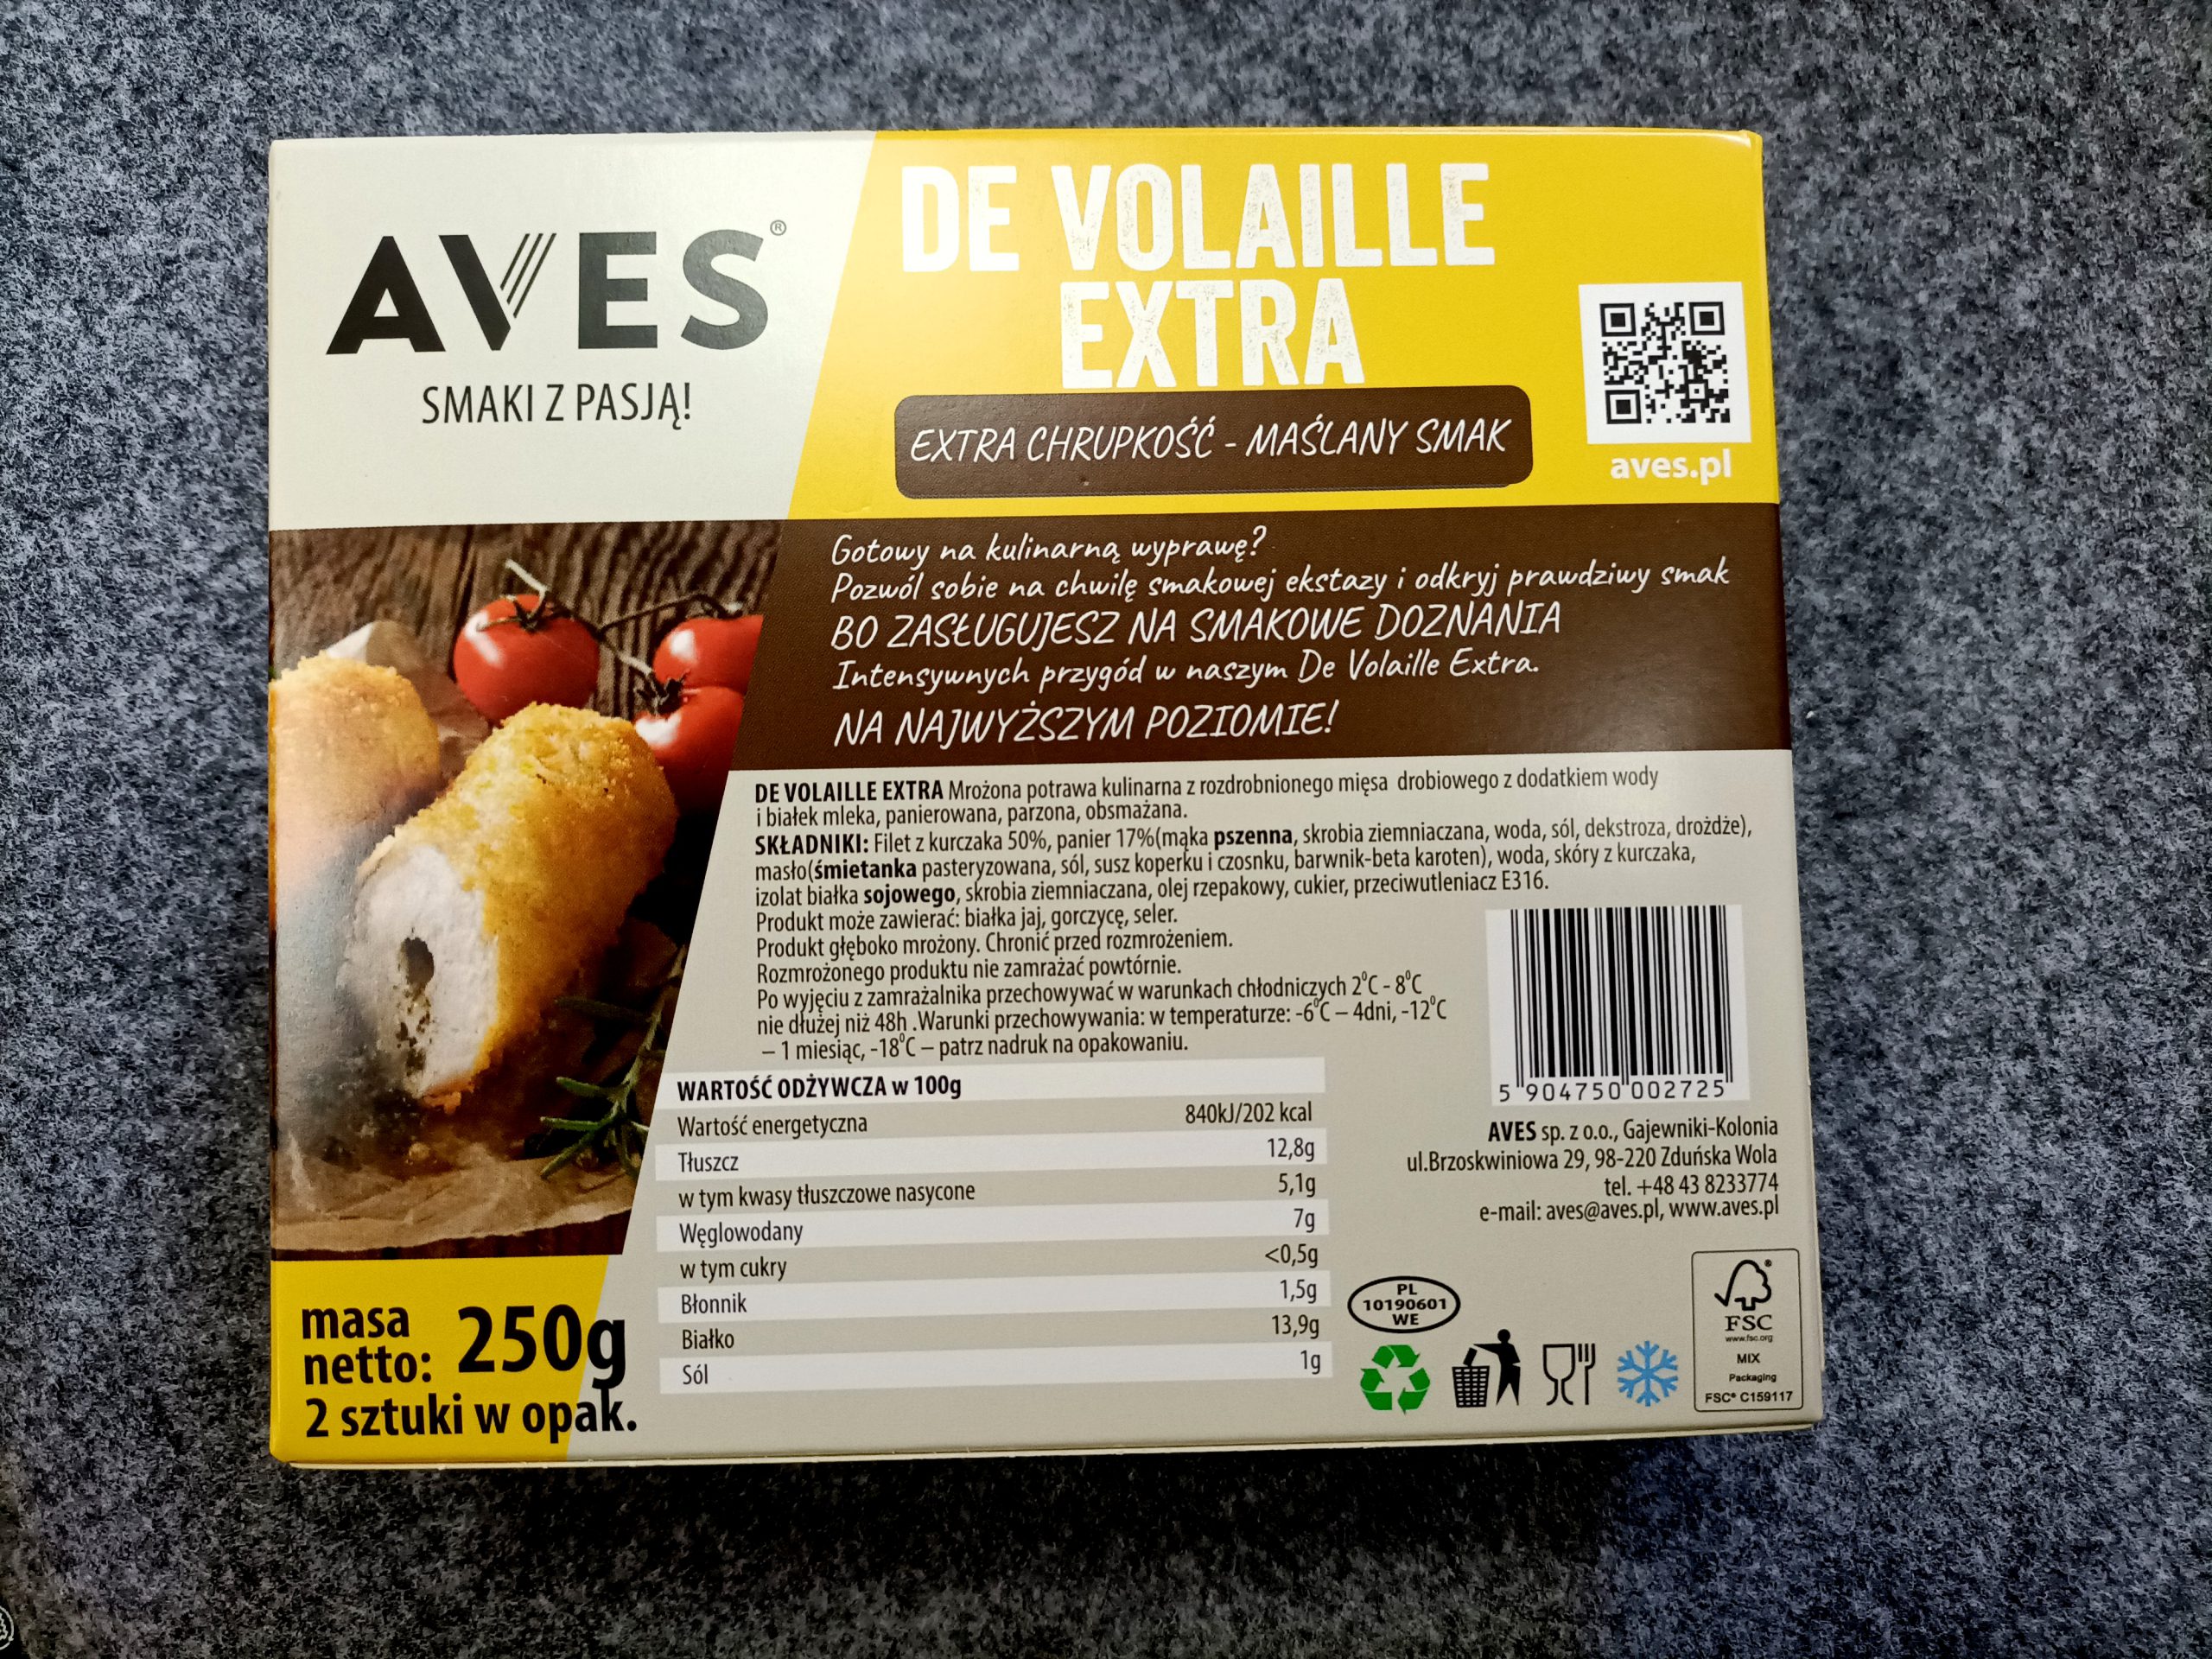 AVES®
SMAKI Z PASJĄ!
DE VOLAILLE
EXTRA
EXTRA CHRUPKOŚĆ - MAŚLANY SMAK
aves.pl
Gotowy na kulinarną wyprawę?
Pozwól sobie na chwilę smakowej ekstazy i odkryj prawdziwy smak
BO ZASŁUGUJESZ NA SMAKOWE DOZNANIA
Intensywnych przygód w naszym De Volaille Extra.
NA NAJWYŻSZYM POZIOMIE!
DE VOLAILLE EXTRA Mrożona potrawa kulinarna z rozdrobnionego mięsa drobiowego z dodatkiem wody
i białek mleka, panierowana, parzona, obsmażana.
SKŁADNIKI: Filet z kurczaka 50%, panier 17%(mąka pszenna, skrobia ziemniaczana, woda, sól, dekstroza, drożdże),
masło(śmietanka pasteryzowana, sól, susz koperku i czosnku, barwnik-beta karoten), woda, skóry z kurczaka,
izolat białka sojowego, skrobia ziemniaczana, olej rzepakowy, cukier, przeciwutleniacz E316.
Produkt może zawierać: białka jaj, gorczycę, seler.
Produkt głęboko mrożony. Chronić przed rozmrożeniem.
Rozmrożonego produktu nie zamrażać powtórnie.
Po wyjęciu z zamrażalnika przechowywać w warunkach chłodniczych 2°C - 8°C
nie dłużej niż 48h .Warunki przechowywania: w temperaturze: -6°C – 4dni, -12°C
– 1 miesiąc, -18°C – patrz nadruk na opakowaniu.
WARTOŚĆ ODŻYWCZA w 100g
Wartość energetyczna 840kJ/202 kcal
Tłuszcz 12,8g
w tym kwasy tłuszczowe nasycone 5,1g
Węglowodany 7g
w tym cukry <0,5g
Błonnik 1,5g
Białko 13,9g
Sól 1g
5 904750 002725
AVES sp. z o.o., Gajewniki-Kolonia
ul.Brzoskwiniowa 29, 98-220 Zduńska Wola
tel. +48 43 8233774
e-mail: aves@aves.pl, www.aves.pl
masa
netto: 250g
2 sztuki w opak.
PL
10190601
WE
FSC
www.fsc.org
MIX
Packaging
FSC® C159117